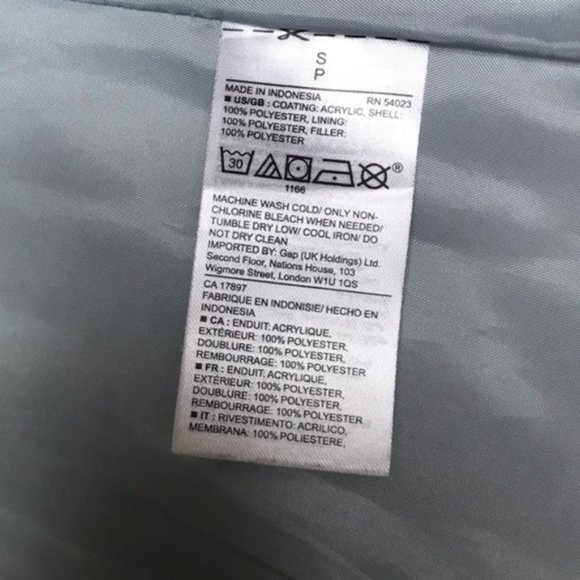 S
P
MADE IN INDONESIA RN 54023
■ US/GB : COATING: ACRYLIC, SHELL:
100% POLYESTER, LINING:
100% POLYESTER, FILLER:
100% POLYESTER
30 ®
1166
MACHINE WASH COLD/ ONLY NON-
CHLORINE BLEACH WHEN NEEDED/
TUMBLE DRY LOW/ COOL IRON/ DO
NOT DRY CLEAN
IMPORTED BY: Gap (UK Holdings) Ltd.
Second Floor, Nations House, 103
Wigmore Street, London W1U 1QS
CA 17897
FABRIQUE EN INDONISIE/ HECHO EN
INDONESIA
■ CA : ENDUIT: ACRYLIQUE,
EXTÉRIEUR: 100% POLYESTER,
DOUBLURE: 100% POLYESTER,
REMBOURRAGE: 100% POLYESTER
■ FR : ENDUIT: ACRYLIQUE,
EXTÉRIEUR: 100% POLYESTER,
DOUBLURE: 100% POLYESTER,
REMBOURRAGE: 100% POLYESTER
■ IT : RIVESTIMENTO: ACRILICO,
MEMBRANA: 100% POLIESTERE,